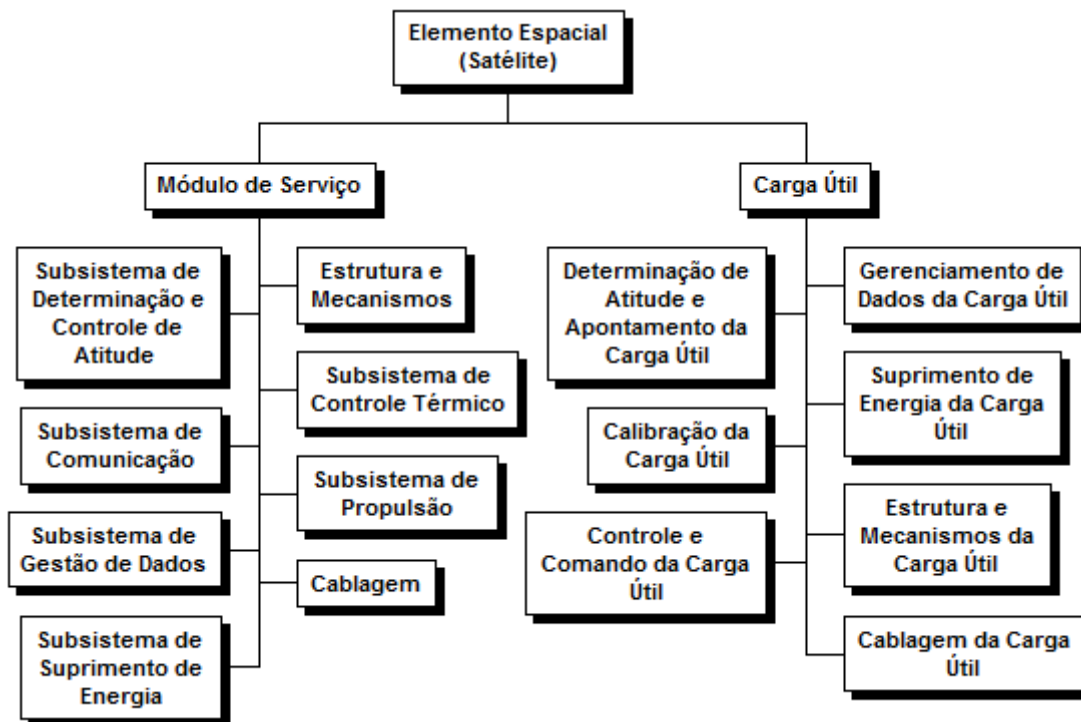 Elemento Espacial
(Satélite)
Módulo de Serviço
Carga Útil
Subsistema de
Determinação e
Controle de
Atitude
Estrutura e
Mecanismos
Subsistema de
Controle Térmico
Subsistema de
Comunicação
Subsistema de
Propulsão
Subsistema de
Gestão de Dados
Cablagem
Subsistema de
Suprimento de
Energia
Determinação de
Atitude e
Apontamento da
Carga Útil
Gerenciamento de
Dados da Carga Útil
Suprimento de
Energia da Carga
Útil
Calibração da
Carga Útil
Estrutura e
Mecanismos da
Carga Útil
Controle e
Comando da Carga
Útil
Cablagem da Carga
Útil